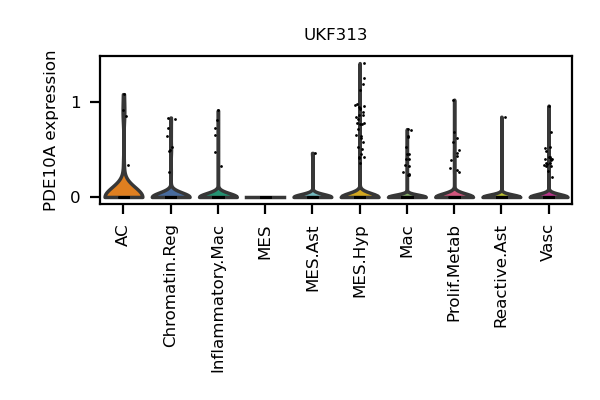 UKF313
PDE10A expression
1
0
AC
Chromatin.Reg
Inflammatory.Mac
MES
MES.Ast
MES.Hyp
Mac
Prolif.Metab
Reactive.Ast
Vasc